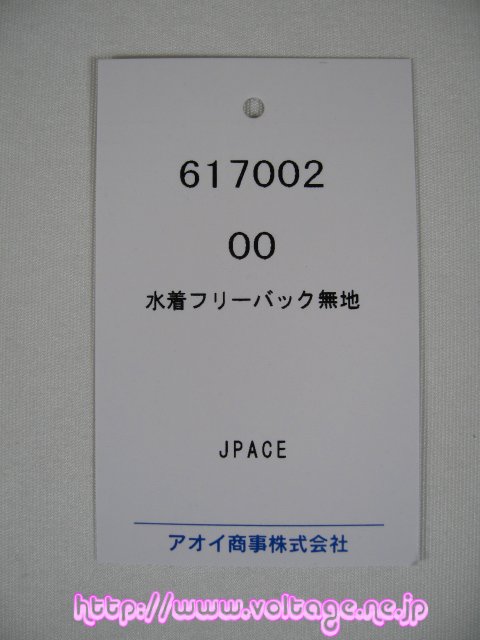 617002
00
水着フリーバック無地
JPACE
アオイ商事株式会社
http://www.voltage.ne.jp